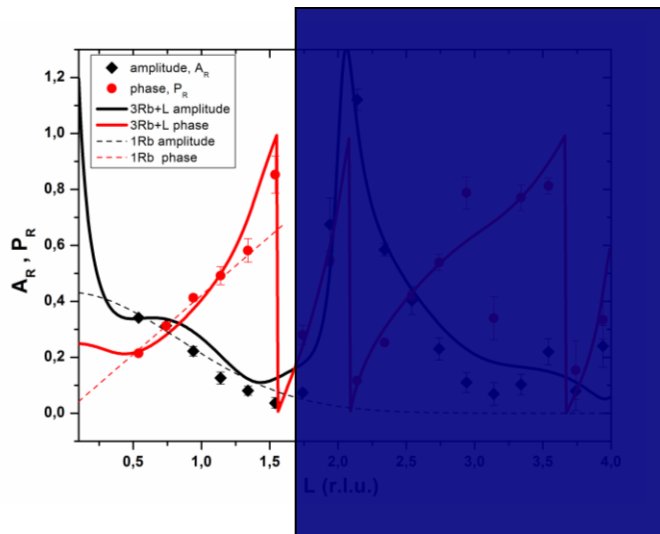 1,2
1,0
0,8
0,6
0,4
0,2
0,0
A_R , P_R
amplitude, A_R
phase, P_R
3Rb+L amplitude
3Rb+L phase
1Rb amplitude
1Rb phase
0,5 1,0 1,5 2,0 2,5 3,0 3,5 4,0
L (r.l.u.)